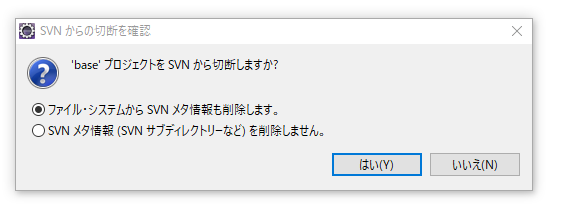 SVN からの切断を確認
'base' プロジェクトを SVN から切断しますか?
ファイル・システムから SVN メタ情報も削除します。
SVN メタ情報 (SVN サブディレクトリーなど) を削除しません。
はい(Y)
いいえ(N)